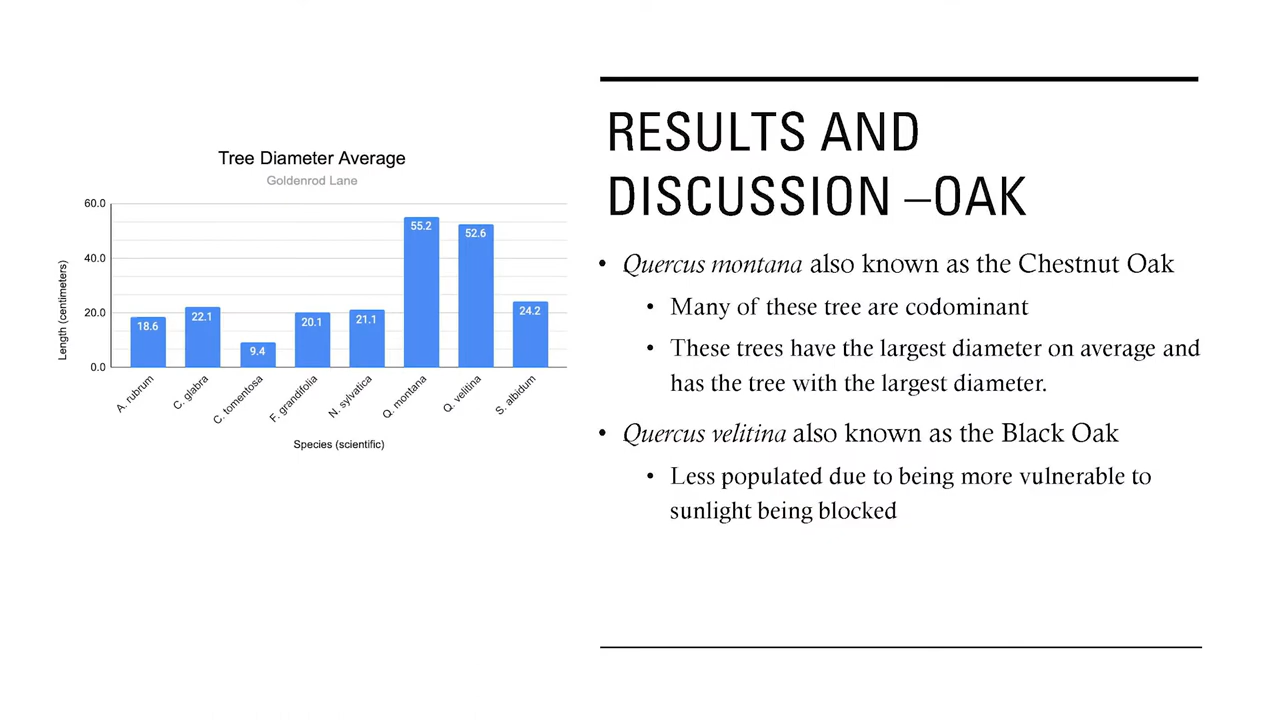 Tree Diameter Average
Goldenrod Lane
60.0
40.0
20.0
0.0
Length (centimeters)
18.6
22.1
9.4
20.1
21.1
55.2
52.6
24.2
A. rubrum
C. glabra
C. tomentosa
F. grandifolia
N. sylvatica
Q. montana
Q. velitina
S. albidum
Species (scientific)
RESULTS AND
DISCUSSION –OAK
• Quercus montana also known as the Chestnut Oak
• Many of these tree are codominant
• These trees have the largest diameter on average and
has the tree with the largest diameter.
• Quercus velitina also known as the Black Oak
• Less populated due to being more vulnerable to
sunlight being blocked